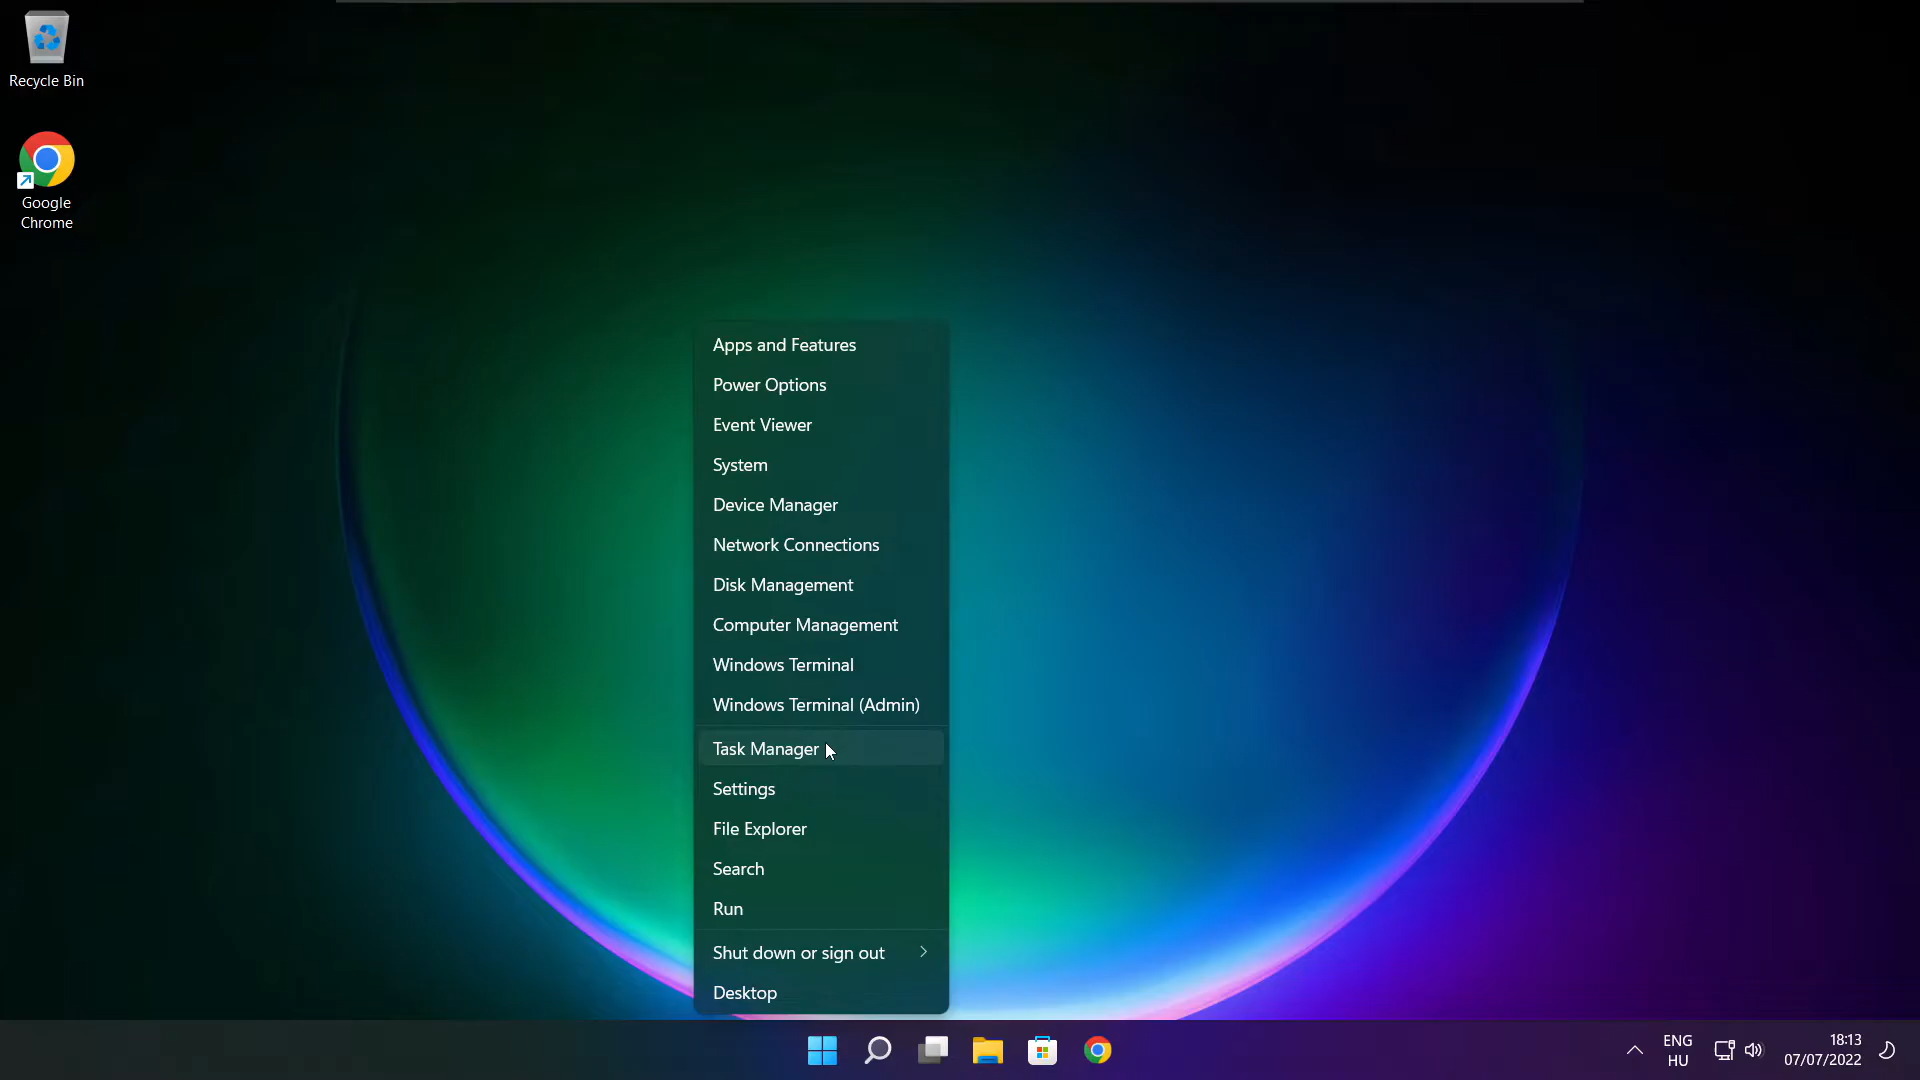 Recycle Bin
Google
Chrome
Apps and Features
Power Options
Event Viewer
System
Device Manager
Network Connections
Disk Management
Computer Management
Windows Terminal
Windows Terminal (Admin)
Task Manager
Settings
File Explorer
Search
Run
Shut down or sign out
Desktop
ENG
HU
18:13
07/07/2022